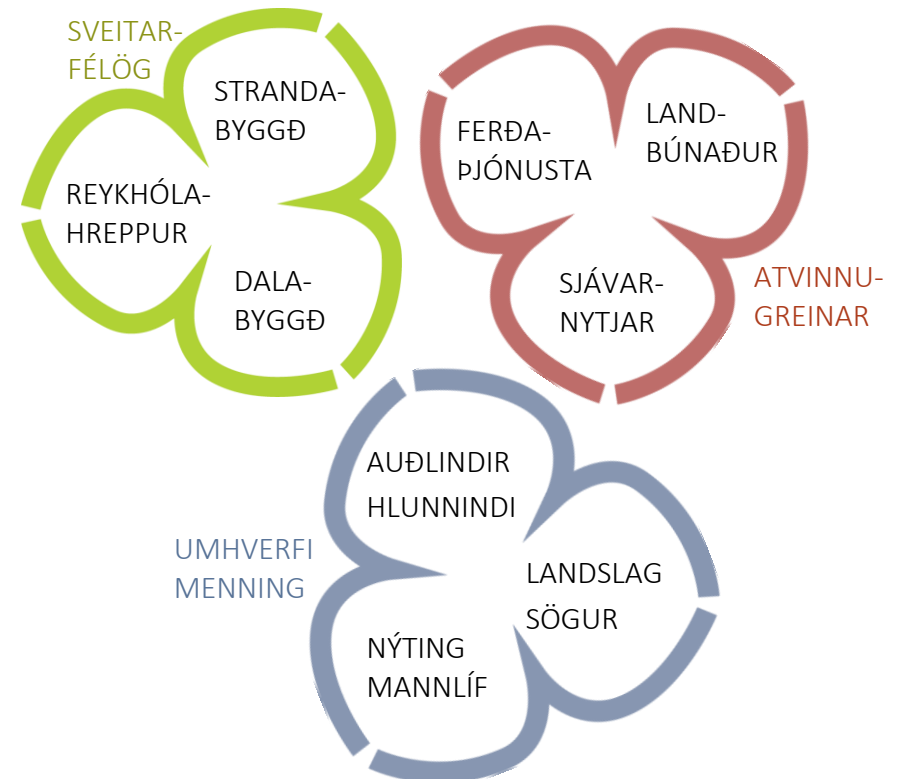 SVEITAR-
FÉLÖG
STRANDA-
BYGGÐ
REYKHÓLA-
HREPPUR
DALA-
BYGGÐ
FERÐA-
ÞJÓNUSTA
LAND-
BÚNAÐUR
SJÁVAR-
NYTJAR
ATVINNU-
GREINAR
AUÐLINDIR
HLUNNINDI
UMHVERFI
MENNING
LANDSLAG
SÖGUR
NÝTING
MANNLÍF